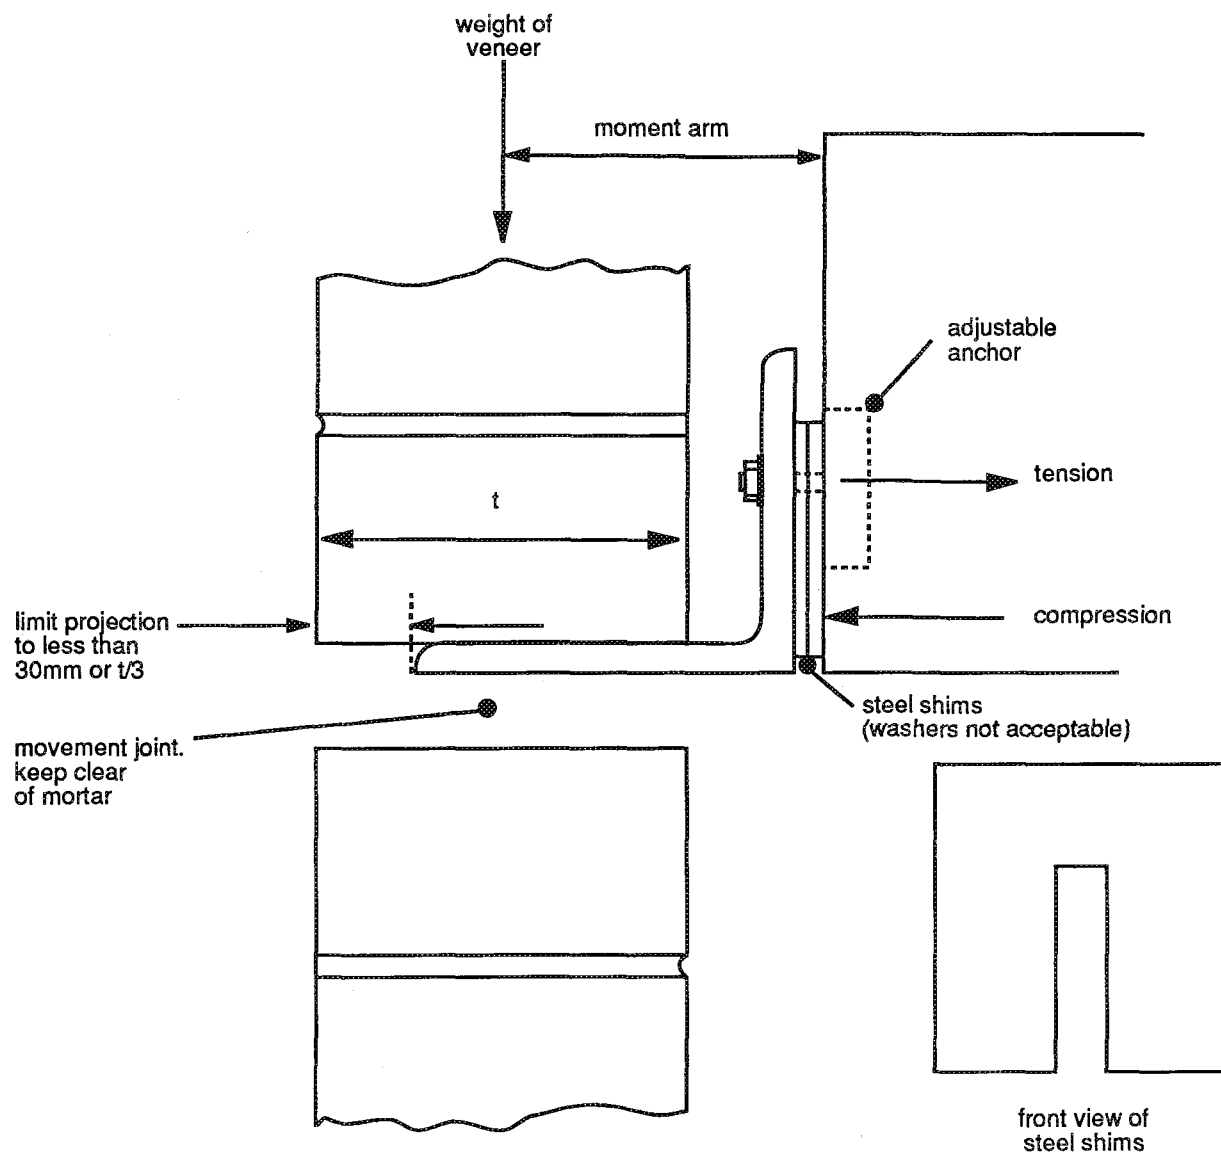 weight of
veneer
moment arm
adjustable
anchor
tension
t
compression
limit projection
to less than
30mm or t/3
steel shims
(washers not acceptable)
movement joint.
keep clear
of mortar
front view of
steel shims